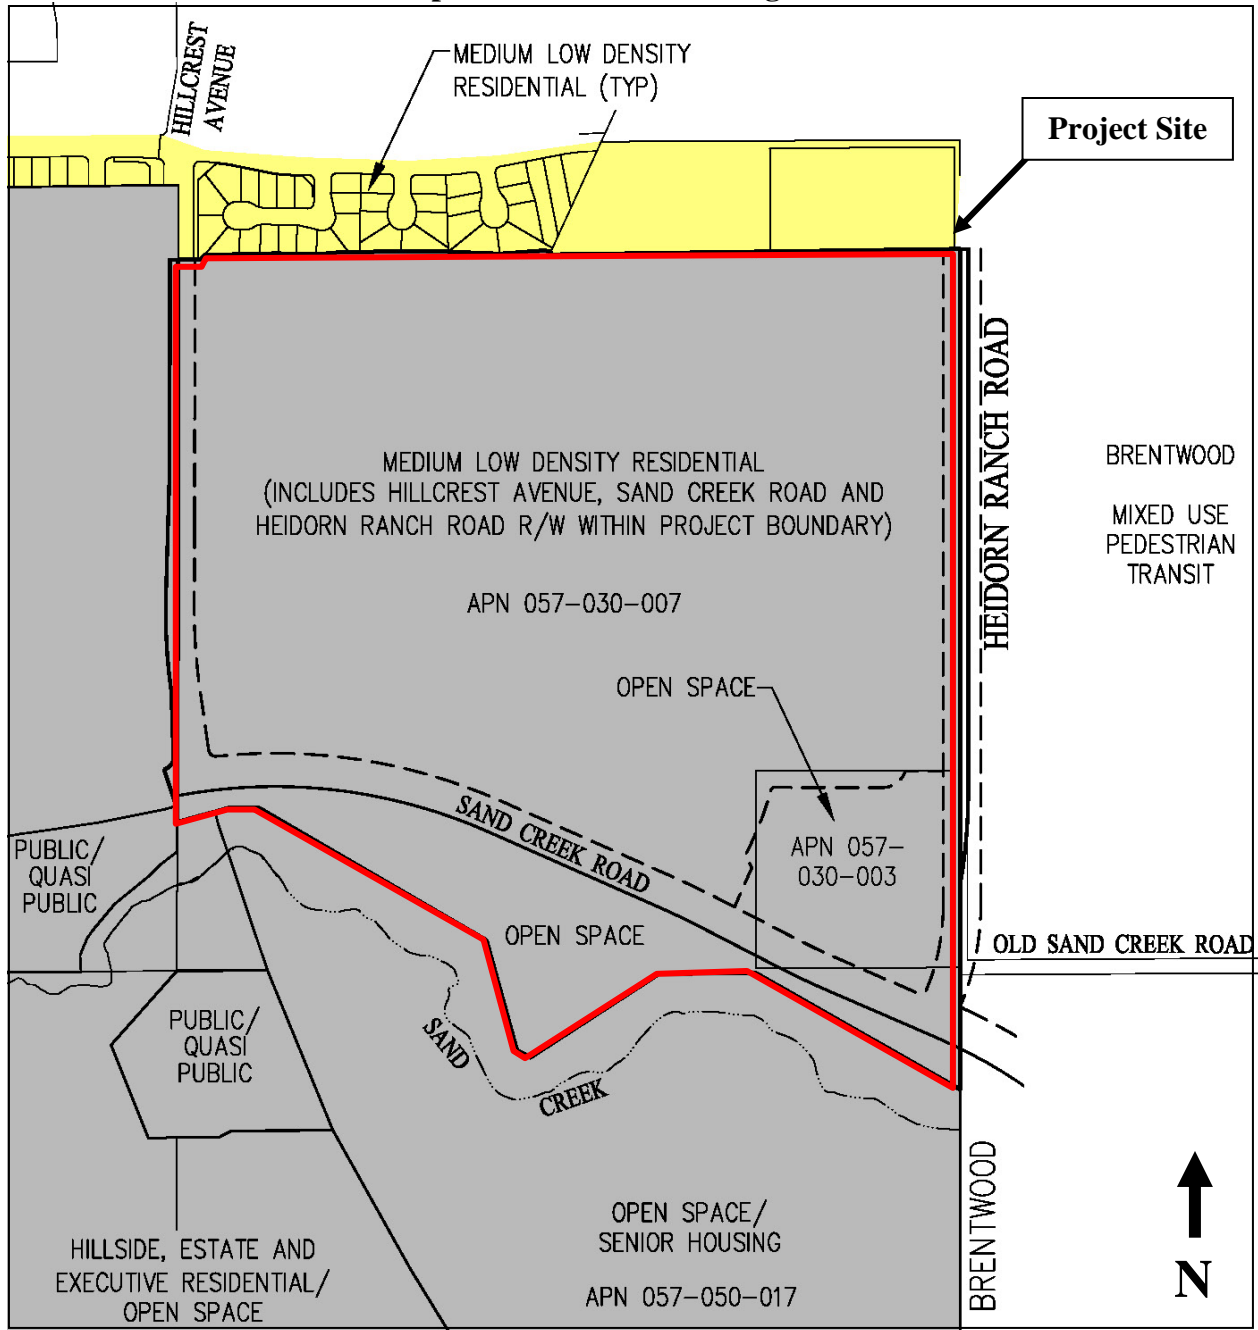 HILLCREST
AVENUE
MEDIUM LOW DENSITY
RESIDENTIAL (TYP)
Project Site
MEDIUM LOW DENSITY RESIDENTIAL
(INCLUDES HILLCREST AVENUE, SAND CREEK ROAD AND
HEIDORN RANCH ROAD R/W WITHIN PROJECT BOUNDARY)
APN 057-030-007
HEIDORN RANCH ROAD
BRENTWOOD
MIXED USE
PEDESTRIAN
TRANSIT
OPEN SPACE
APN 057-
030-003
SAND CREEK ROAD
PUBLIC/
QUASI
PUBLIC
OPEN SPACE
OLD SAND CREEK ROAD
PUBLIC/
QUASI
PUBLIC
SAND
CREEK
BRENTWOOD
OPEN SPACE/
SENIOR HOUSING
APN 057-050-017
HILLSIDE, ESTATE AND
EXECUTIVE RESIDENTIAL/
OPEN SPACE
N